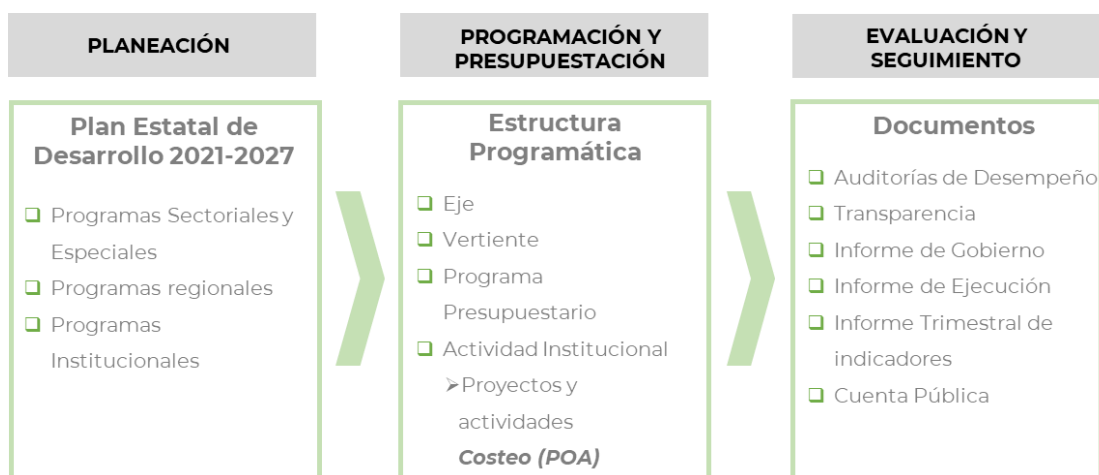 PLANEACIÓN
Plan Estatal de
Desarrollo 2021-2027
Programas Sectoriales y
Especiales
Programas regionales
Programas
Institucionales
PROGRAMACIÓN Y
PRESUPUESTACIÓN
Estructura
Programática
Eje
Vertiente
Programa
Presupuestario
Actividad Institucional
Proyectos y
actividades
Costeo (POA)
EVALUACIÓN Y
SEGUIMIENTO
Documentos
Auditorías de Desempeño
Transparencia
Informe de Gobierno
Informe de Ejecución
Informe Trimestral de
indicadores
Cuenta Pública